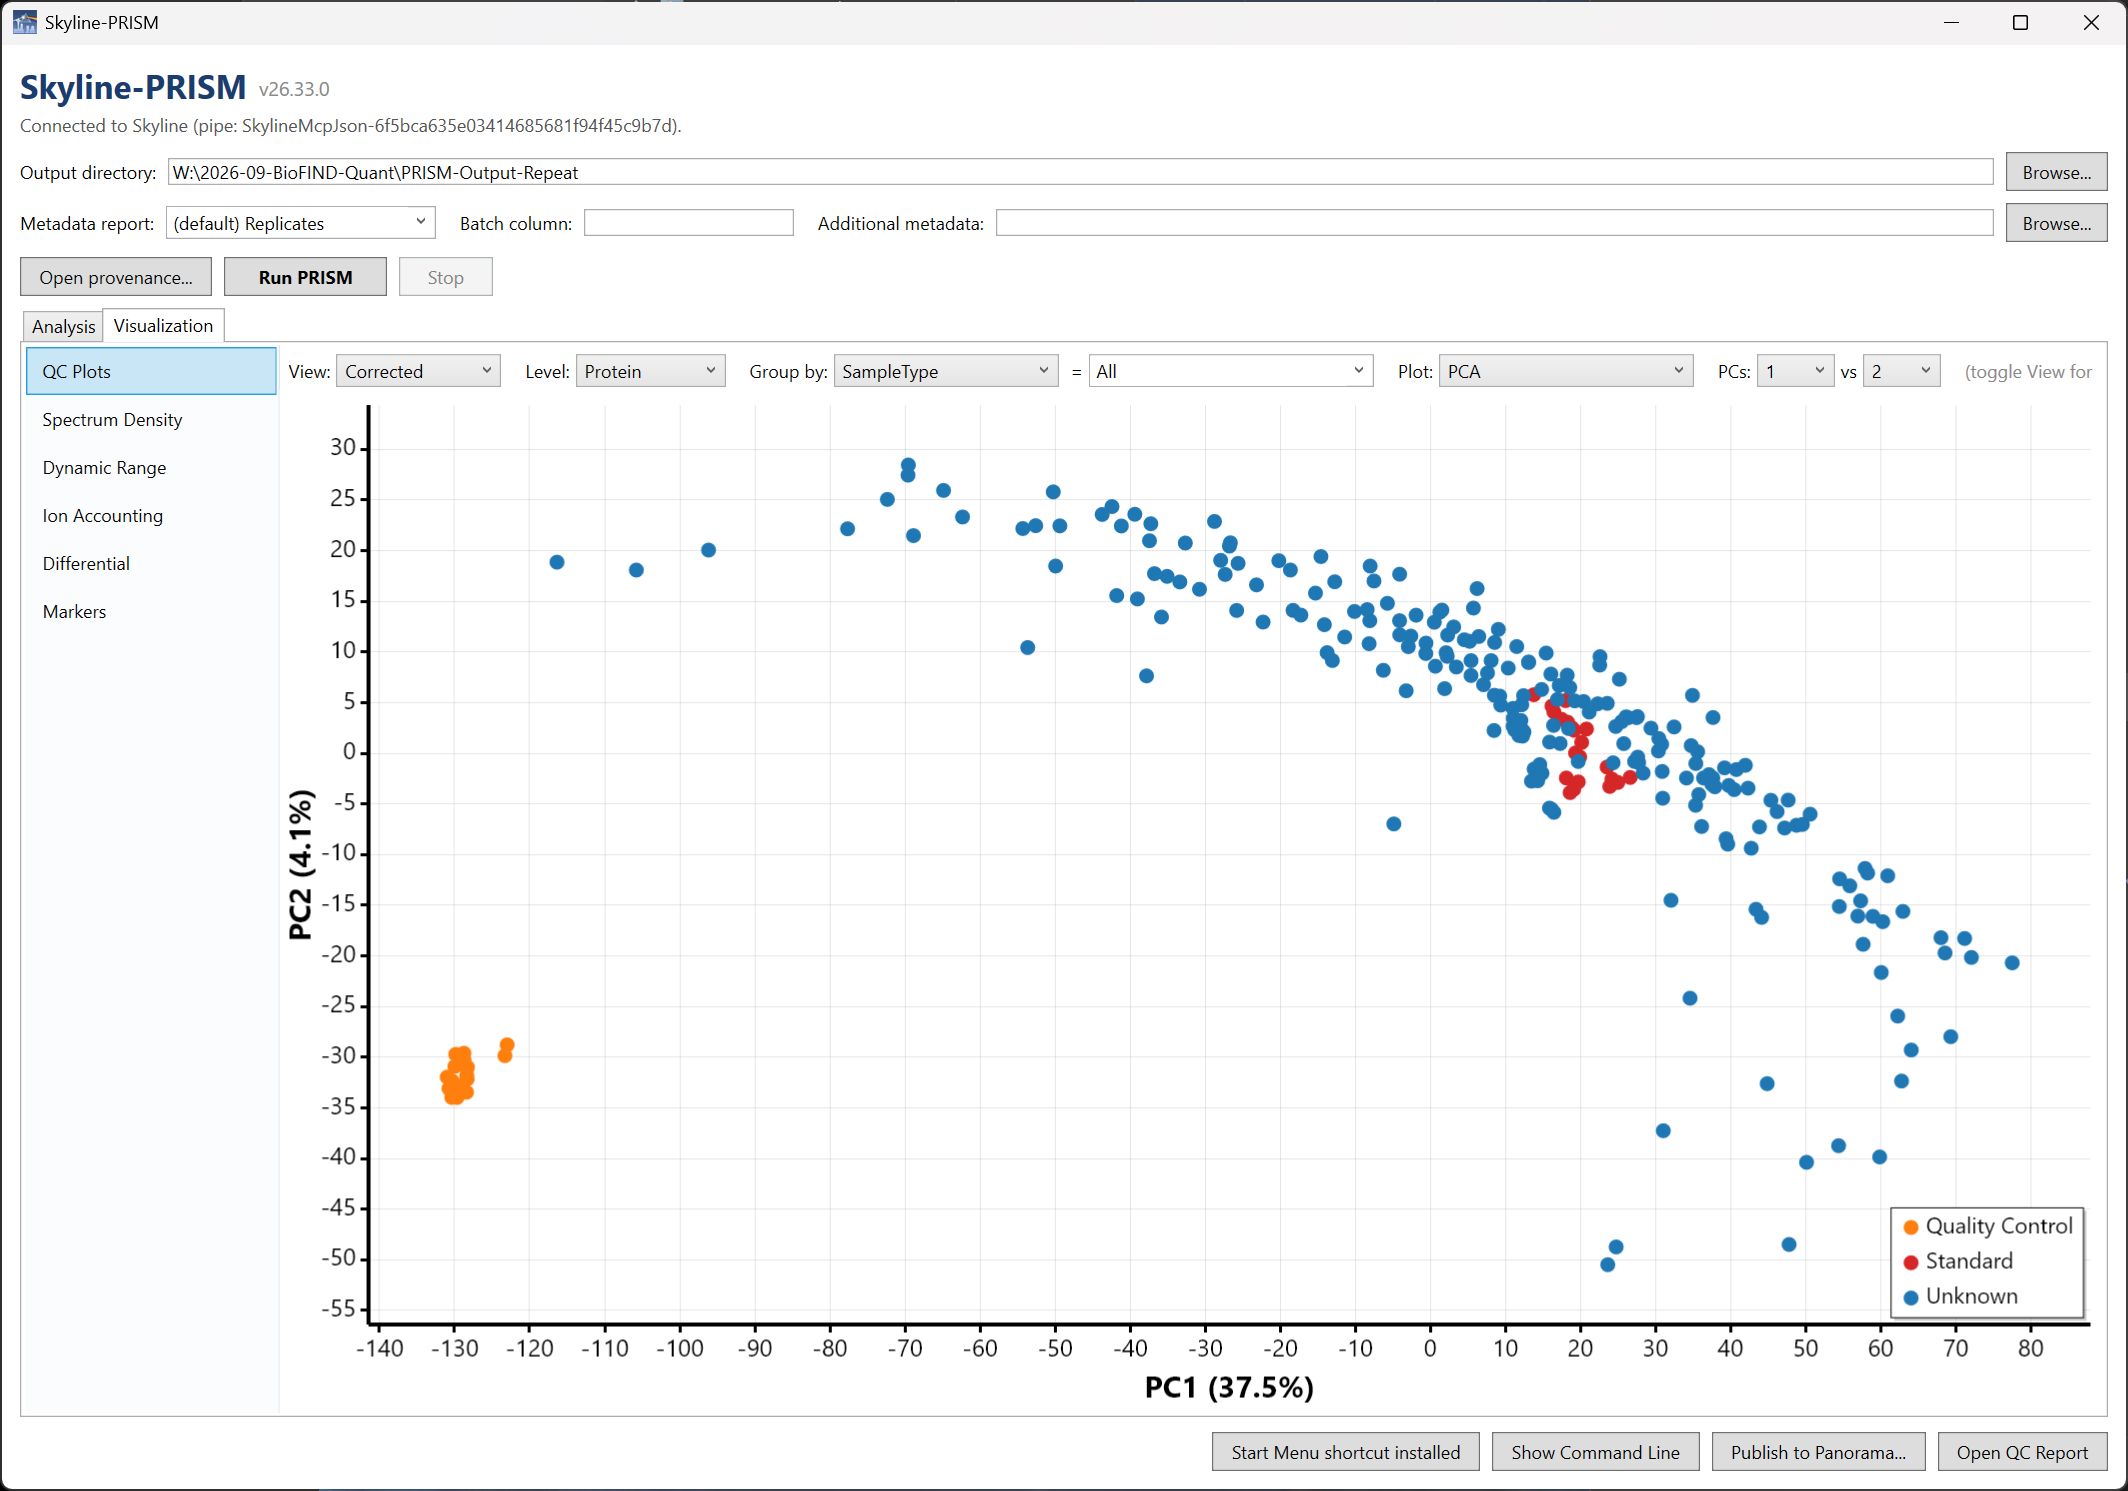 Skyline-PRISM
Skyline-PRISM v26.33.0
Connected to Skyline (pipe: SkylineMcpJson-6f5bca635e03414685681f94f45c9b7d).
Output directory: W:\2026-09-BioFIND-Quant\PRISM-Output-Repeat Browse...
Metadata report: (default) Replicates Batch column: Additional metadata: Browse...
Open provenance... Run PRISM Stop
Analysis Visualization
QC Plots
Spectrum Density
Dynamic Range
Ion Accounting
Differential
Markers
View: Corrected Level: Protein Group by: SampleType = All Plot: PCA PCs: 1 vs 2 (toggle View for
30
25
20
15
10
5
0
-5
-10
-15
-20
-25
-30
-35
-40
-45
-50
-55
PC2 (4.1%)
Quality Control
Standard
Unknown
-140 -130 -120 -110 -100 -90 -80 -70 -60 -50 -40 -30 -20 -10 0 10 20 30 40 50 60 70 80
PC1 (37.5%)
Start Menu shortcut installed Show Command Line Publish to Panorama... Open QC Report